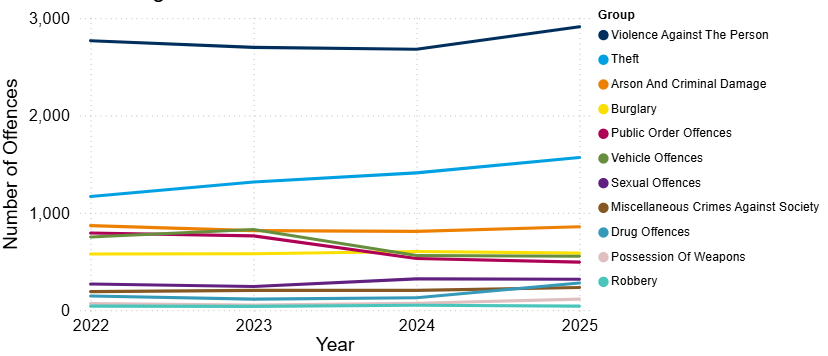 3,000
2,000
1,000
0
Number of Offences
2022 2023 2024 2025
Year
Group
Violence Against The Person
Theft
Arson And Criminal Damage
Burglary
Public Order Offences
Vehicle Offences
Sexual Offences
Miscellaneous Crimes Against Society
Drug Offences
Possession Of Weapons
Robbery